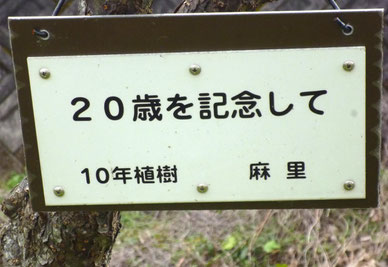 ２０歳を記念して
10年植樹　　麻 里